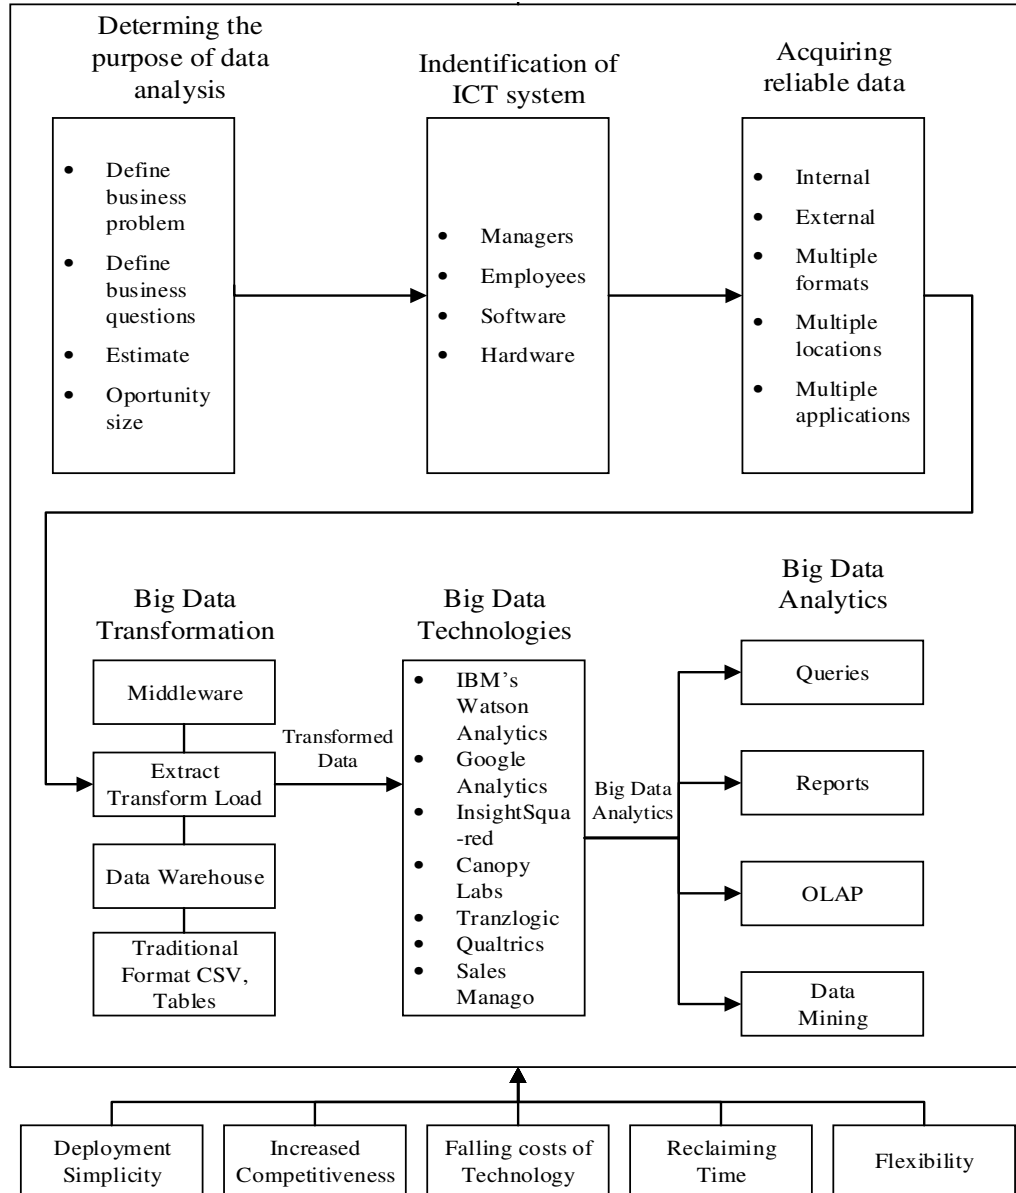 Determing the
purpose of data
analysis
Indentification of
ICT system
Acquiring
reliable data
• Define
business
problem
• Define
business
questions
• Estimate
• Oportunity
size
• Managers
• Employees
• Software
• Hardware
• Internal
• External
• Multiple
formats
• Multiple
locations
• Multiple
applications
Big Data
Transformation
Middleware
Extract
Transform Load
Data Warehouse
Traditional
Format CSV,
Tables
Transformed
Data
Big Data
Technologies
• IBM's
Watson
Analytics
• Google
Analytics
• InsightSqua
-red
• Canopy
Labs
• Tranzlogic
• Qualtrics
• Sales
Manago
Big Data
Analytics
Big Data
Analytics
Queries
Reports
OLAP
Data
Mining
Deployment
Simplicity
Increased
Competitiveness
Falling costs of
Technology
Reclaiming
Time
Flexibility